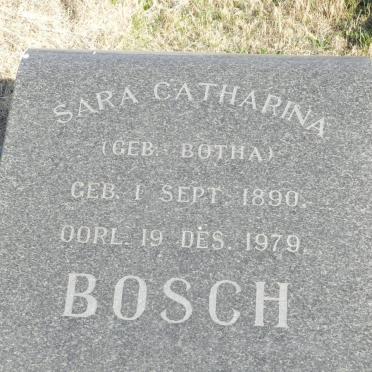 SARA CATHARINA
(GEB. BOTHA)
GEB. 1 SEPT. 1890.
OORL. 19 DES. 1979.
BOSCH